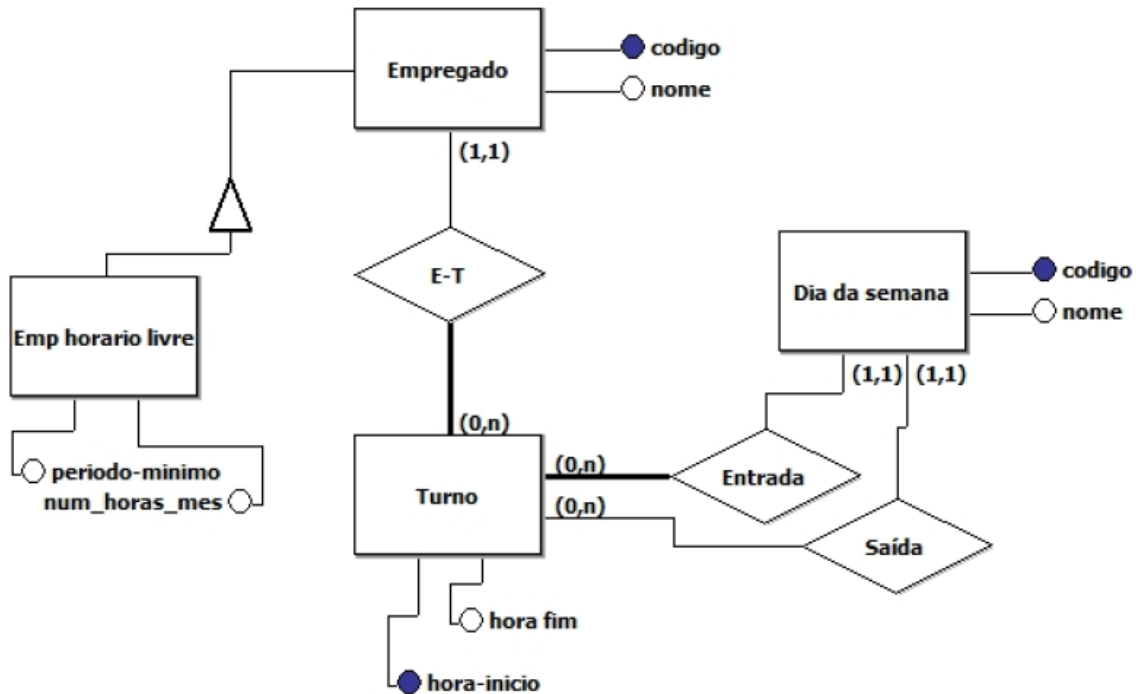 Empregado
codigo
nome
(1,1)
E-T
Dia da semana
codigo
nome
Emp horario livre
(1,1) (1,1)
(0,n)
periodo-minimo
num_horas_mes
Turno
(0,n)
Entrada
(0,n)
Saída
hora fim
hora-inicio